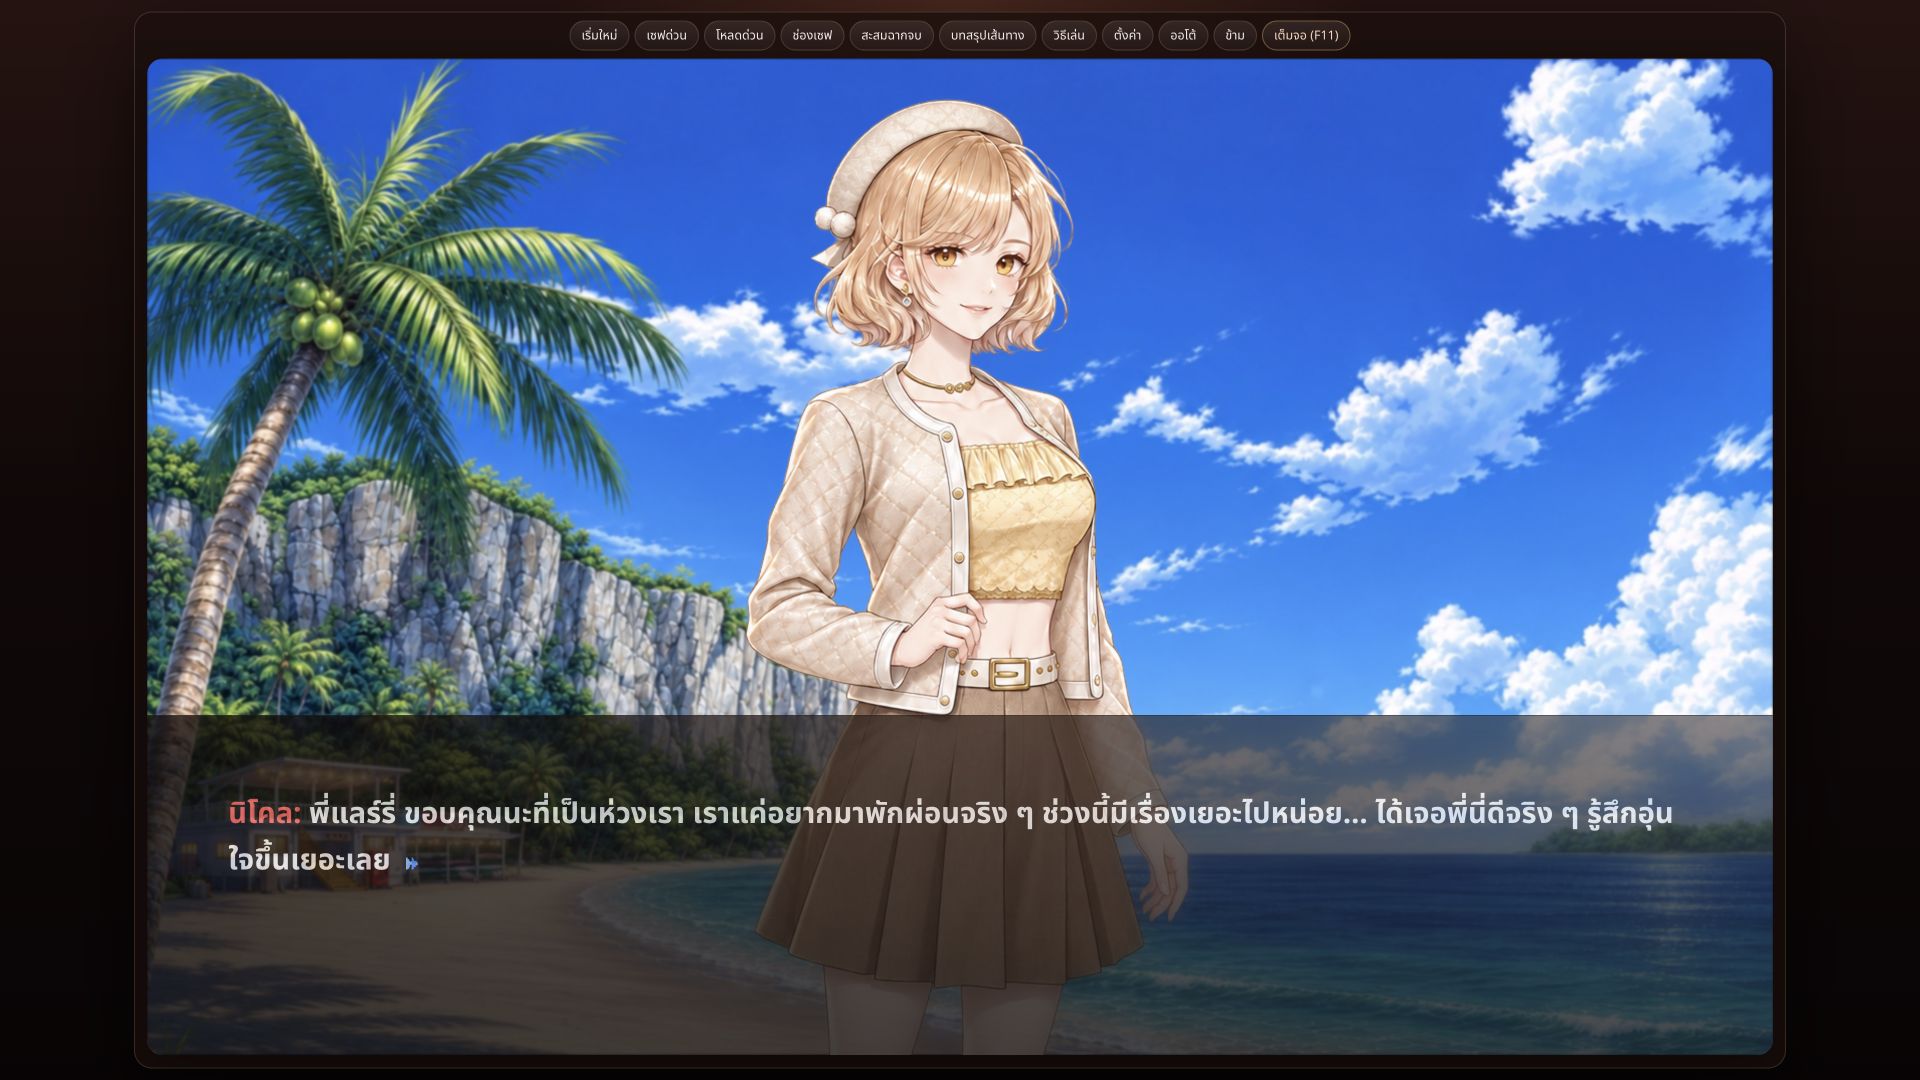 เริ่มใหม่
เซฟด่วน
โหลดด่วน
ช่องเซฟ
สะสมฉากจบ
บทสรุปเส้นทาง
วิธีเล่น
ตั้งค่า
ออโต้
ข้าม
เต็มจอ (F11)
นิโคล: พี่แลร์รี่ ขอบคุณนะที่เป็นห่วงเรา เราแค่อยากมาพักผ่อนจริง ๆ ช่วงนี้มีเรื่องเยอะไปหน่อย... ได้เจอพี่นี่ดีจริง ๆ รู้สึกอุ่น
ใจขึ้นเยอะเลย